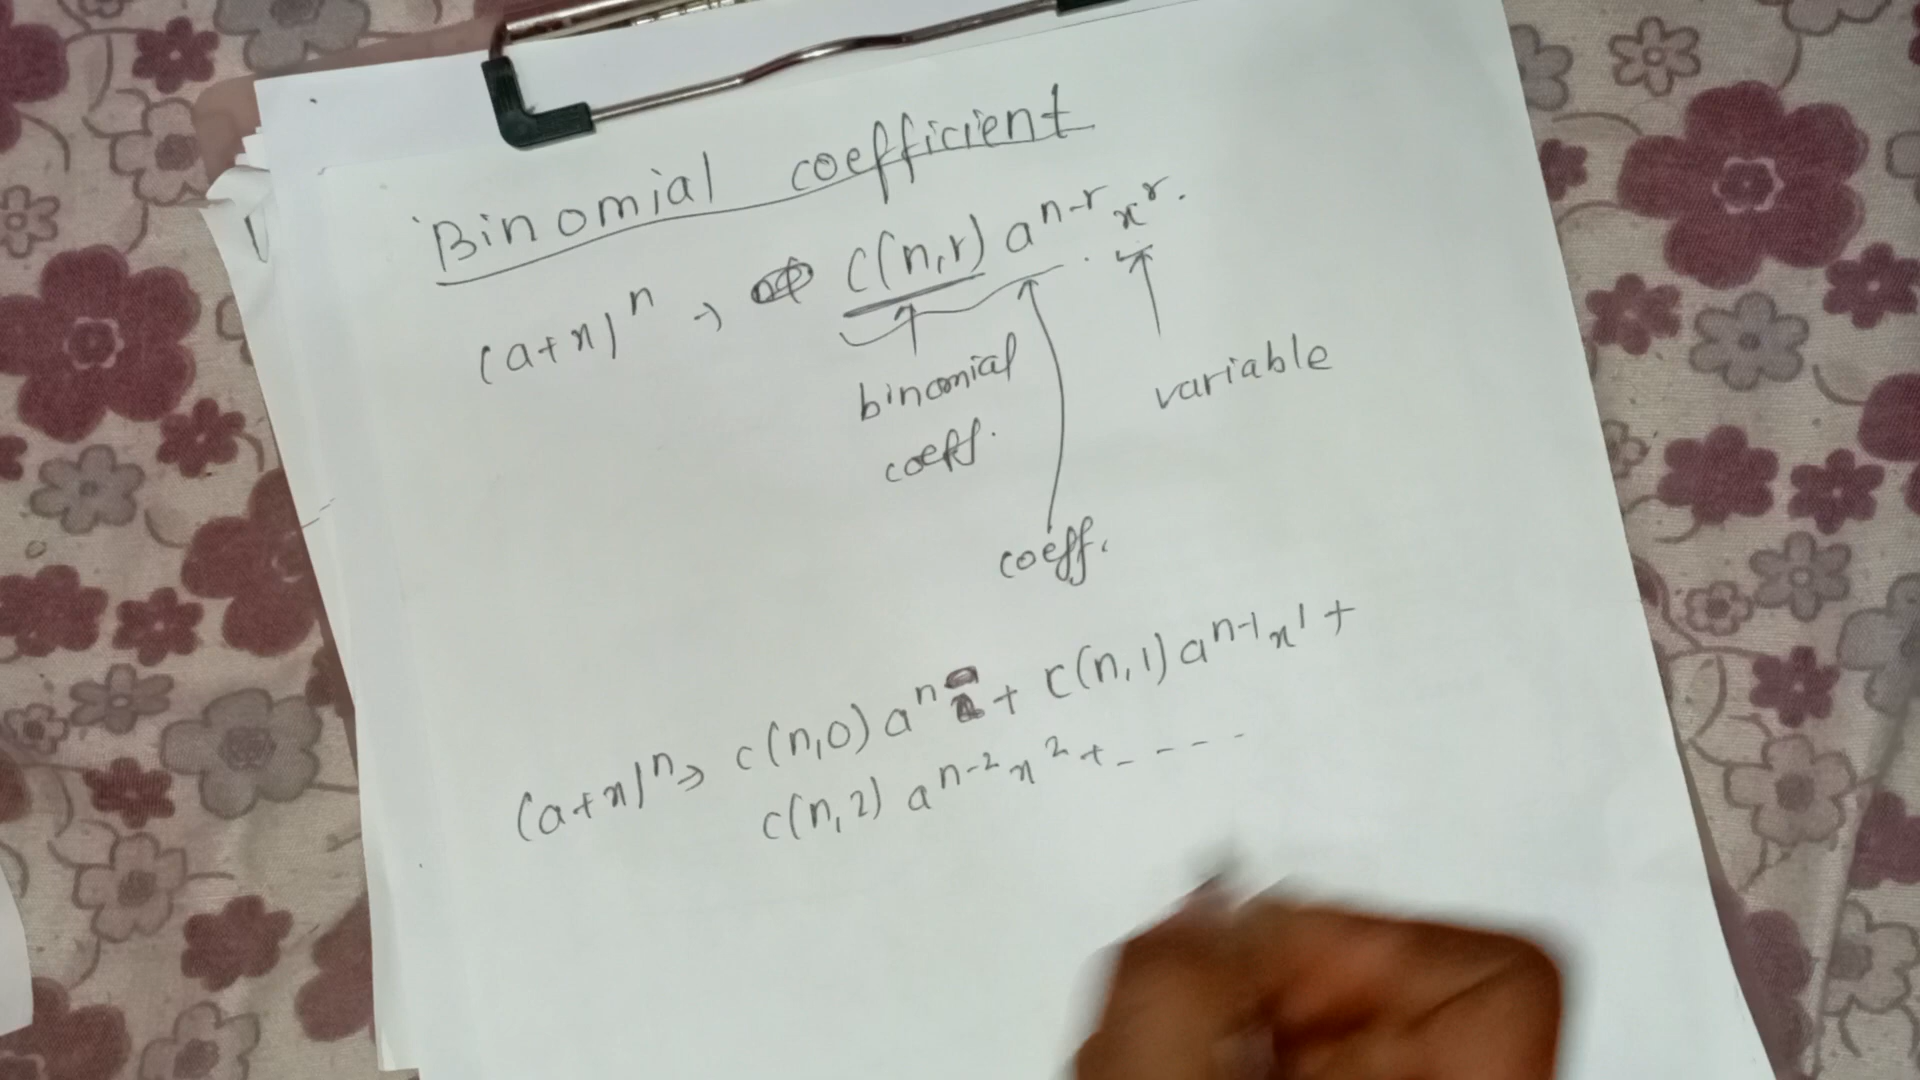 Binomial coefficient
(a+x)^n → C(n,r) a^{n-r} x^r.
binomial
coeff.
variable
coeff.
(a+x)^n → c(n,0) a^n + c(n,1) a^{n-1} x^1 +
c(n,2) a^{n-2} x^2 + - - - -